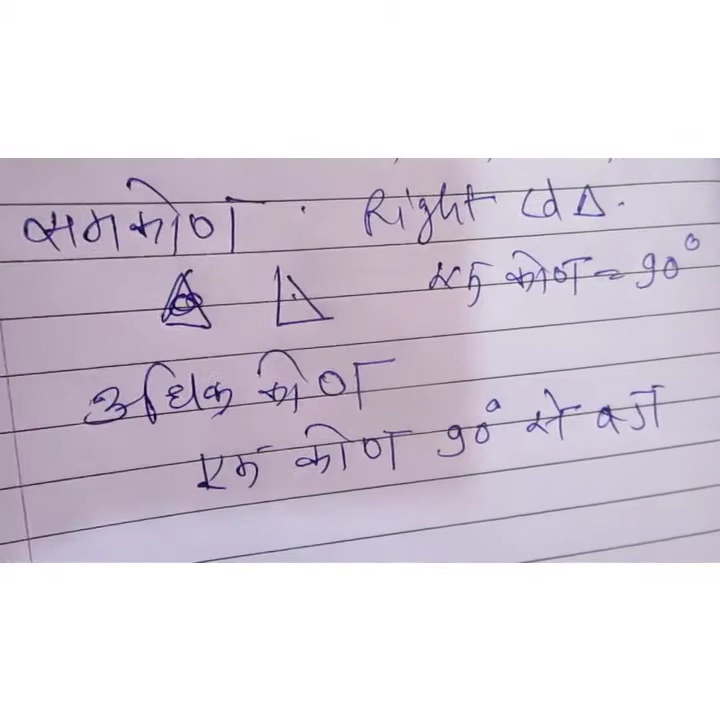 समकोण . Right ∠d Δ.
एक कोण = 90°
अधिक कोण
एक कोण 90° से बड़ा